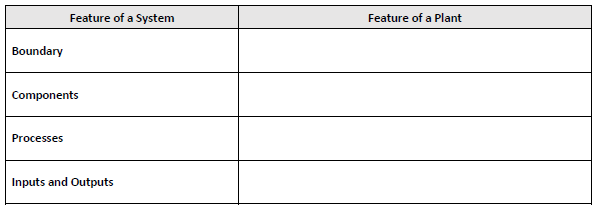 Feature of a System Feature of a Plant
Boundary
Components
Processes
Inputs and Outputs